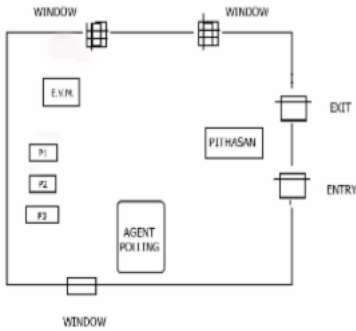 WINDOW WINDOW
E.V.M.
EXIT
PITHASAN
P1
P2
ENTRY
P3
AGENT
POLLING
WINDOW